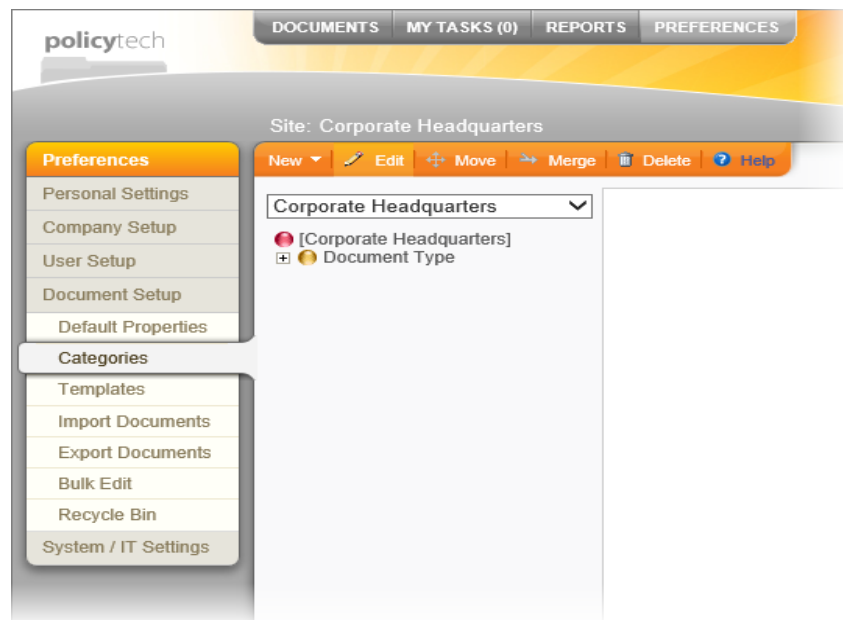 policytech
DOCUMENTS MY TASKS (0) REPORTS PREFERENCES
Site: Corporate Headquarters
Preferences
Personal Settings
Company Setup
User Setup
Document Setup
Default Properties
Categories
Templates
Import Documents
Export Documents
Bulk Edit
Recycle Bin
System / IT Settings
New Edit Move Merge Delete Help
Corporate Headquarters
[Corporate Headquarters]
Document Type